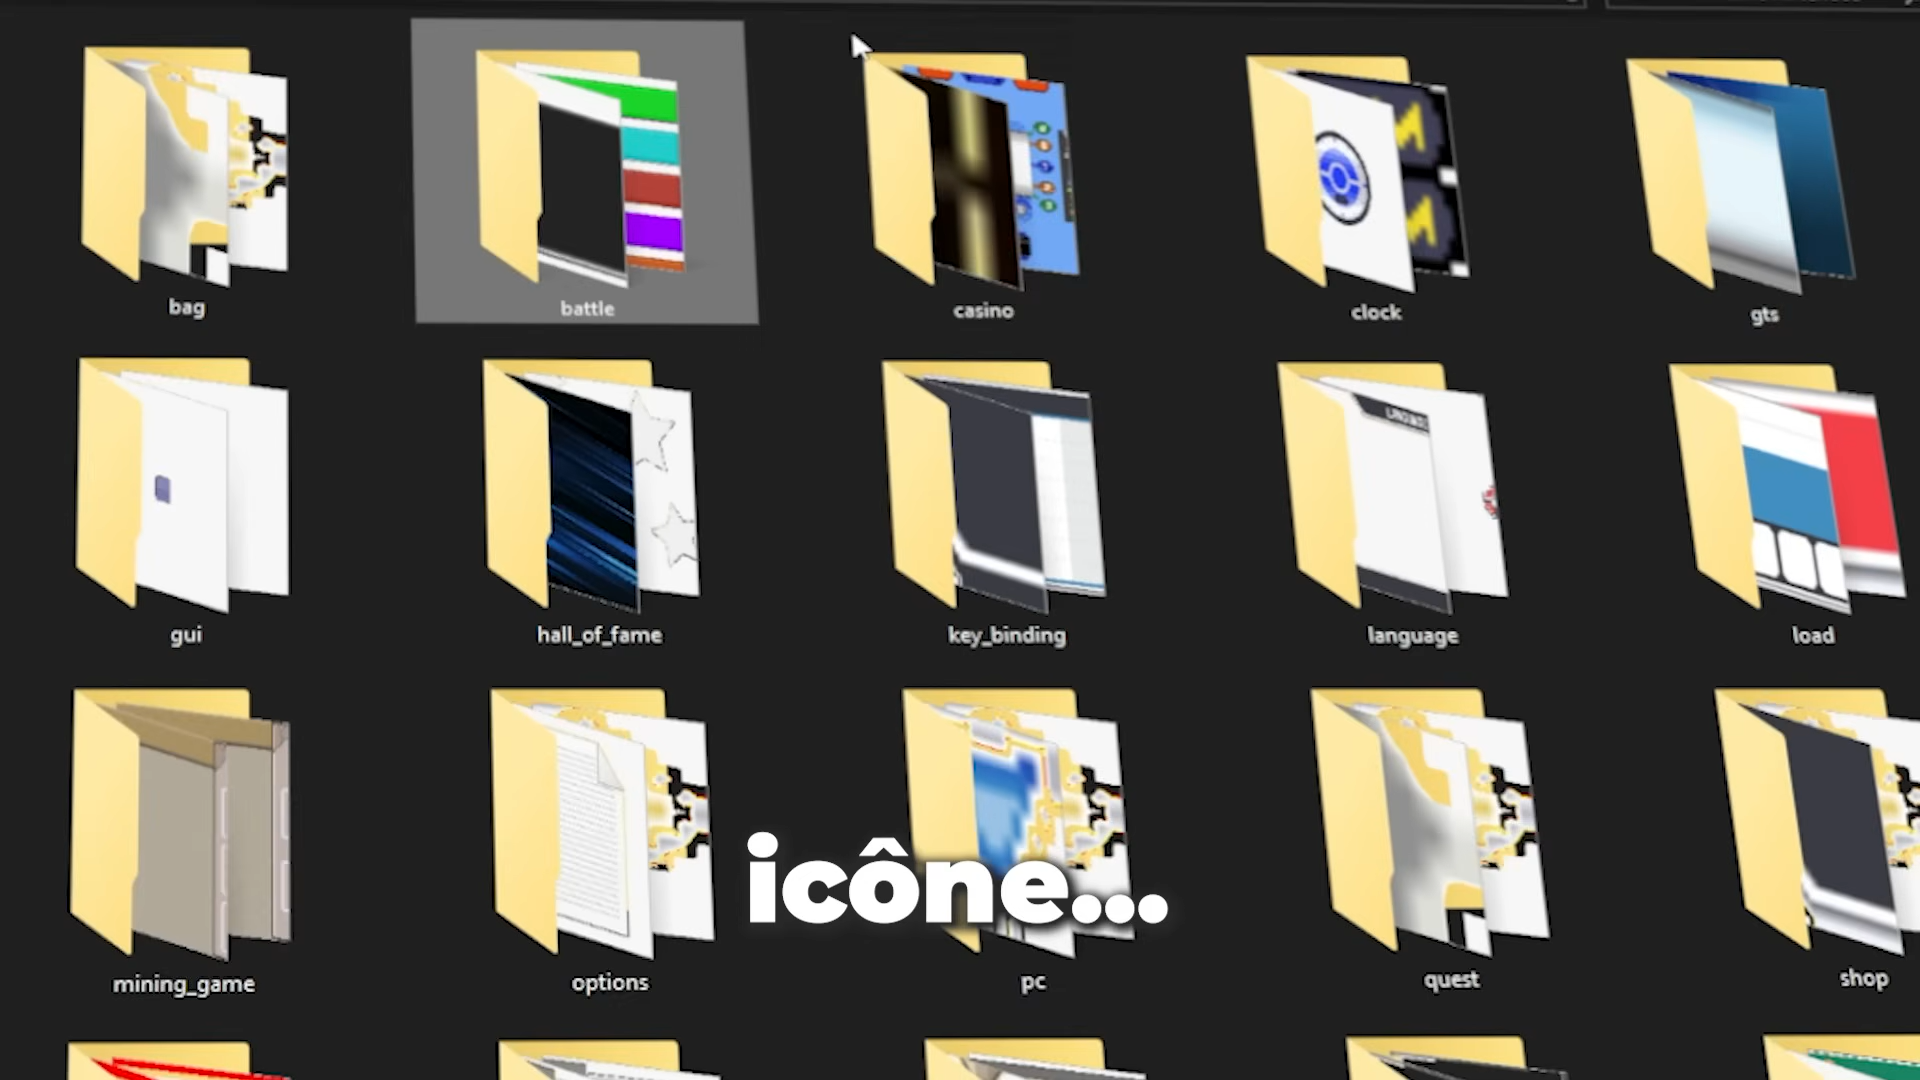 bag
battle
casino
clock
gts
gui
hall_of_fame
key_binding
language
load
icône...
mining_game
options
pc
quest
shop